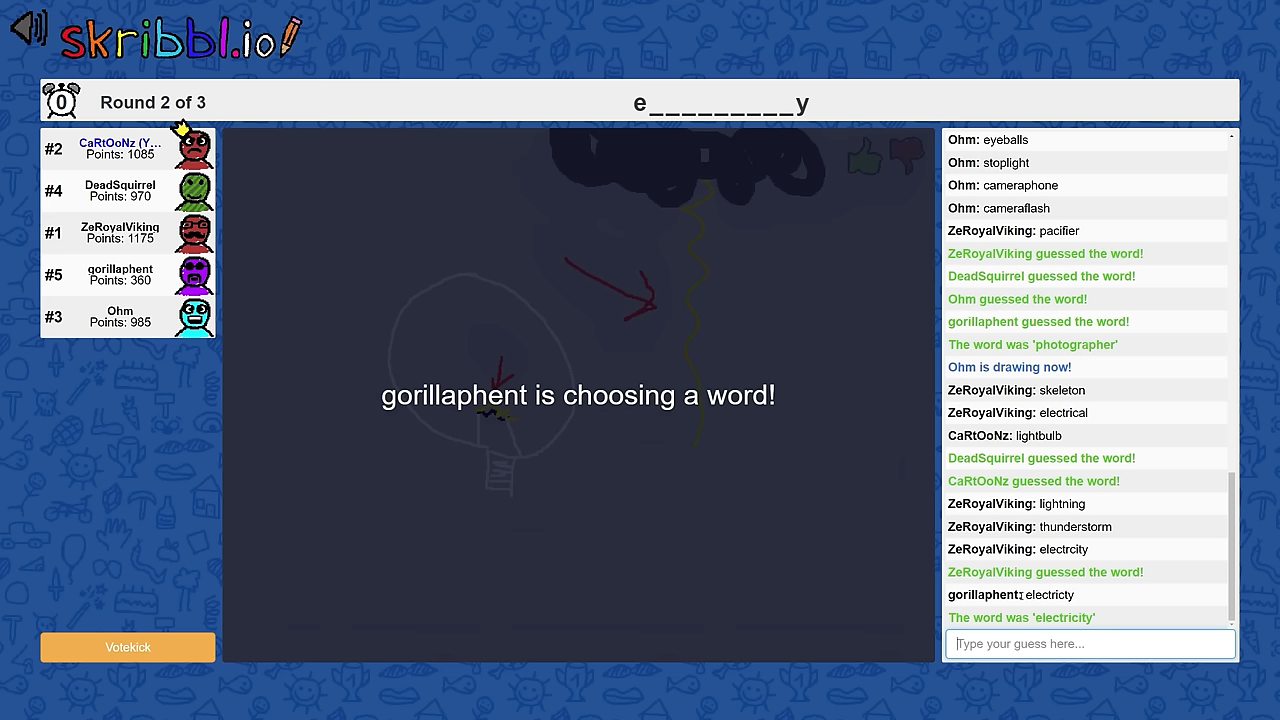 skribbl.io
0
Round 2 of 3
e_________y
#2
CaRtOoNz (Y...
Points: 1085
#4
DeadSquirrel
Points: 970
#1
ZeRoyalViking
Points: 1175
#5
gorillaphent
Points: 360
#3
Ohm
Points: 985
Votekick
gorillaphent is choosing a word!
Ohm: eyeballs
Ohm: stoplight
Ohm: cameraphone
Ohm: cameraflash
ZeRoyalViking: pacifier
ZeRoyalViking guessed the word!
DeadSquirrel guessed the word!
Ohm guessed the word!
gorillaphent guessed the word!
The word was 'photographer'
Ohm is drawing now!
ZeRoyalViking: skeleton
ZeRoyalViking: electrical
CaRtOoNz: lightbulb
DeadSquirrel guessed the word!
CaRtOoNz guessed the word!
ZeRoyalViking: lightning
ZeRoyalViking: thunderstorm
ZeRoyalViking: electrcity
ZeRoyalViking guessed the word!
gorillaphent: electricty
The word was 'electricity'
Type your guess here...